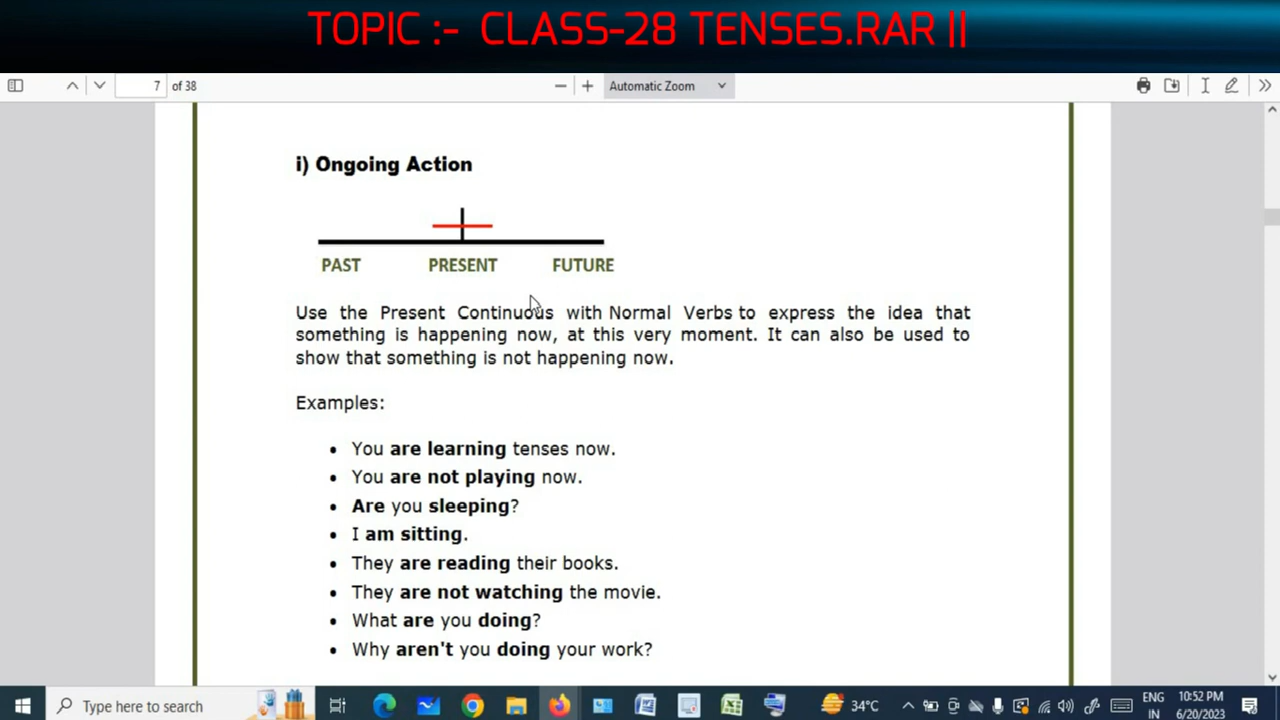 TOPIC :- CLASS-28 TENSES.RAR ||
7 of 38
Automatic Zoom
i) Ongoing Action
PAST PRESENT FUTURE
Use the Present Continuous with Normal Verbs to express the idea that
something is happening now, at this very moment. It can also be used to
show that something is not happening now.
Examples:
• You are learning tenses now.
• You are not playing now.
• Are you sleeping?
• I am sitting.
• They are reading their books.
• They are not watching the movie.
• What are you doing?
• Why aren't you doing your work?
Type here to search
34°C
ENG
IN
10:52 PM
6/20/2023